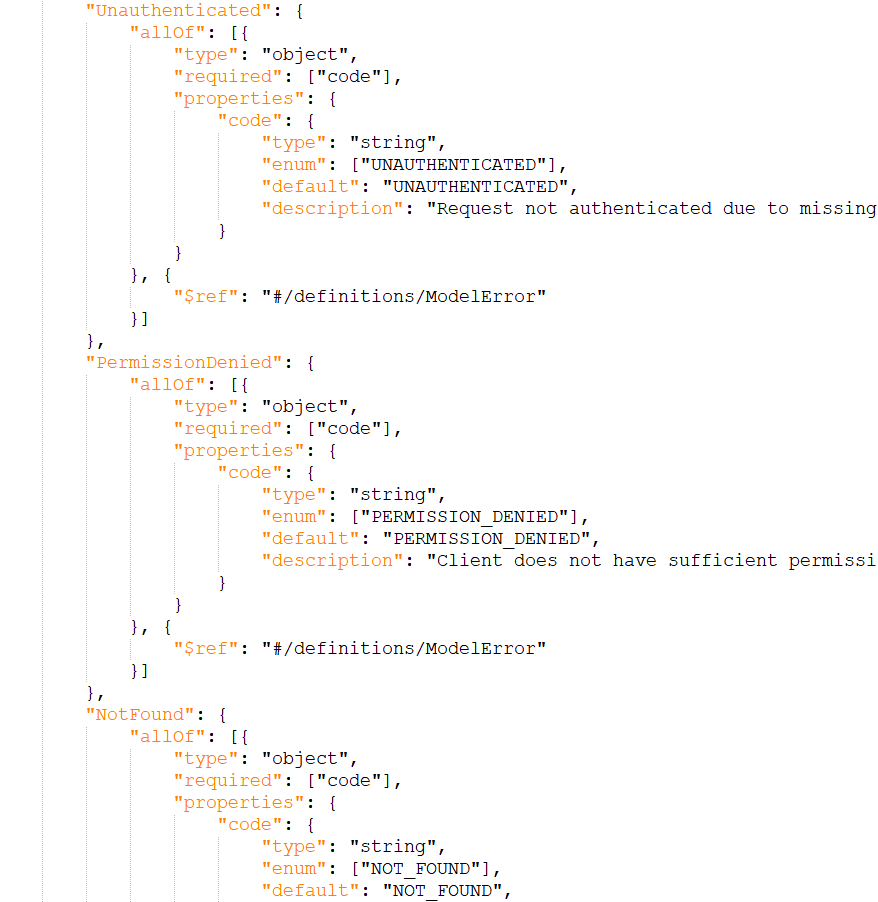 "Unauthenticated": {
"allOf": [{
"type": "object",
"required": ["code"],
"properties": {
"code": {
"type": "string",
"enum": ["UNAUTHENTICATED"],
"default": "UNAUTHENTICATED",
"description": "Request not authenticated due to missing
}
}
}, {
"$ref": "#/definitions/ModelError"
}]
},
"PermissionDenied": {
"allOf": [{
"type": "object",
"required": ["code"],
"properties": {
"code": {
"type": "string",
"enum": ["PERMISSION_DENIED"],
"default": "PERMISSION_DENIED",
"description": "Client does not have sufficient permissi
}
}
}, {
"$ref": "#/definitions/ModelError"
}]
},
"NotFound": {
"allOf": [{
"type": "object",
"required": ["code"],
"properties": {
"code": {
"type": "string",
"enum": ["NOT_FOUND"],
"default": "NOT_FOUND",